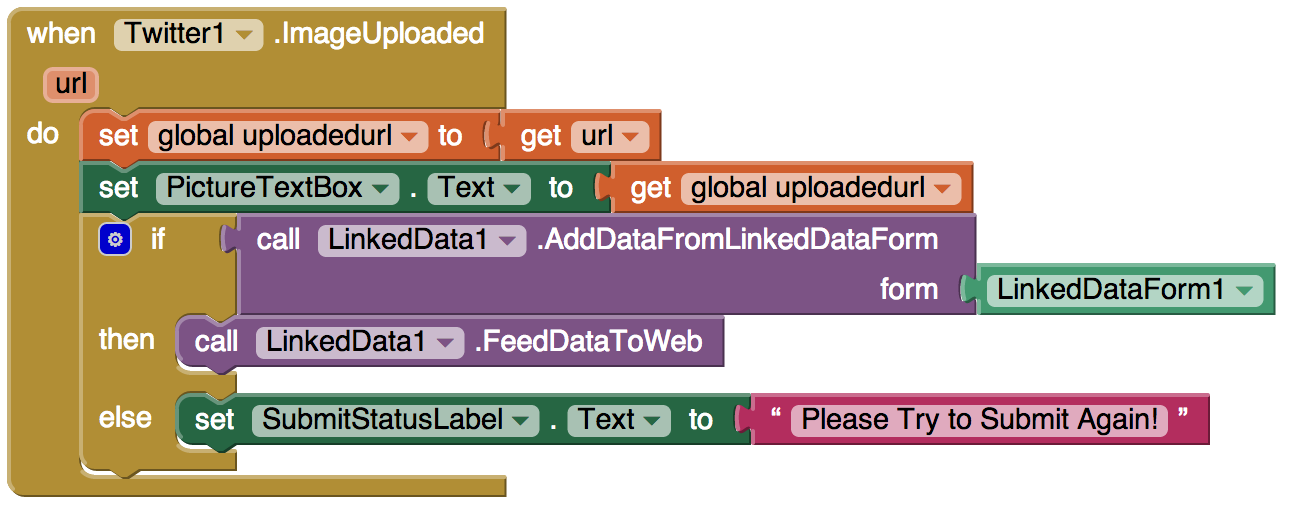 when Twitter1 .ImageUploaded
url
do set global uploadedurl to get url
set PictureTextBox . Text to get global uploadedurl
if call LinkedData1 .AddDataFromLinkedDataForm
form LinkedDataForm1
then call LinkedData1 .FeedDataToWeb
else set SubmitStatusLabel . Text to “ Please Try to Submit Again! ”